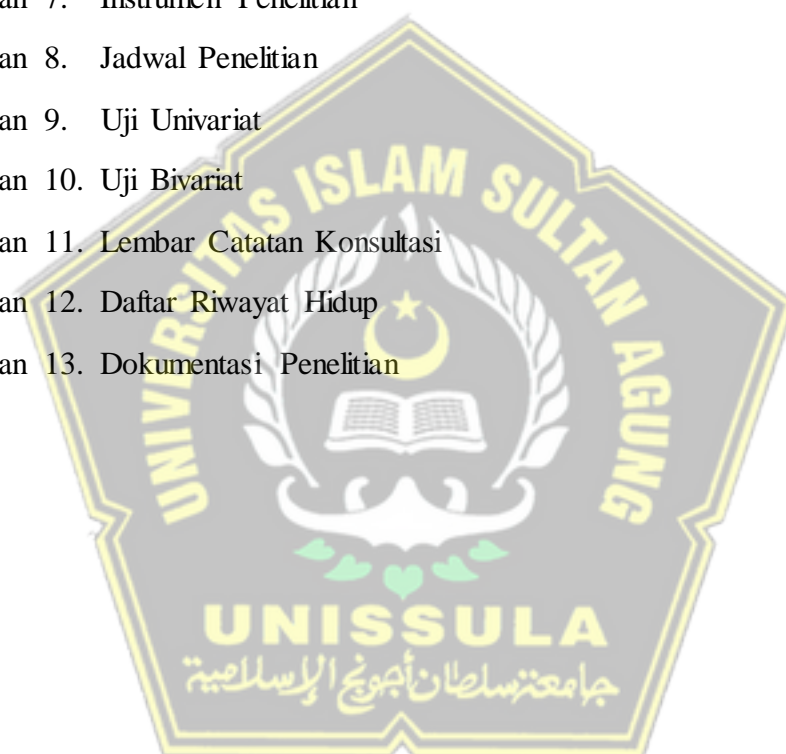 an 7. Instrumen Penelitian
an 8. Jadwal Penelitian
an 9. Uji Univariat
an 10. Uji Bivariat
an 11. Lembar Catatan Konsultasi
an 12. Daftar Riwayat Hidup
an 13. Dokumentasi Penelitian
UNIVERSITAS ISLAM SULTAN AGUNG
UNISSULA
جامعة سلطان أجونج الإسلامية